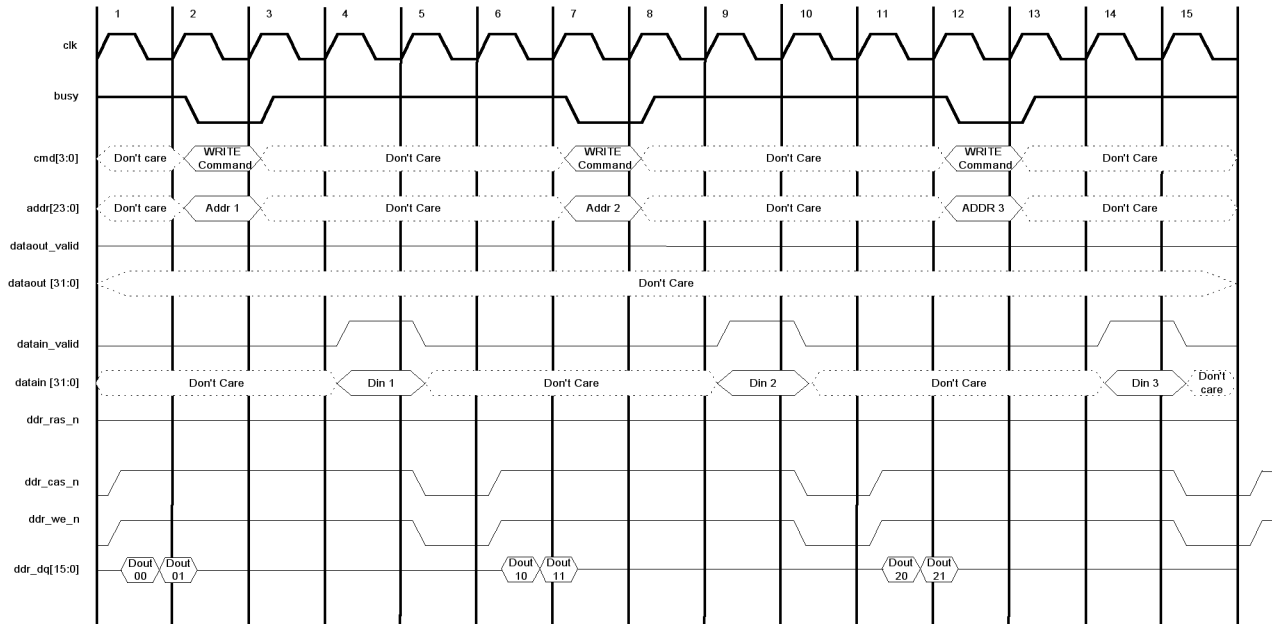 1 2 3 4 5 6 7 8 9 10 11 12 13 14 15
clk
busy
cmd[3:0] Don't care WRITE Don't Care WRITE Don't Care WRITE Don't Care
Command Command Command
addr[23:0] Don't care Addr 1 Don't Care Addr 2 Don't Care ADDR 3 Don't Care
dataout_valid
dataout [31:0] Don't Care
datain_valid
datain [31:0] Don't Care Din 1 Don't Care Din 2 Don't Care Din 3 Don't
care
ddr_ras_n
ddr_cas_n
ddr_we_n
ddr_dq[15:0] Dout Dout Dout Dout Dout Dout
00 01 10 11 20 21